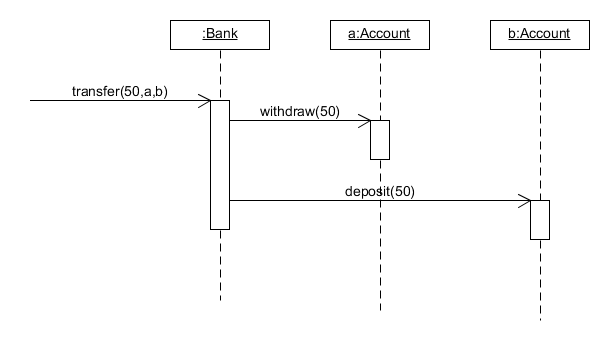 :Bank
a:Account
b:Account
transfer(50,a,b)
withdraw(50)
deposit(50)